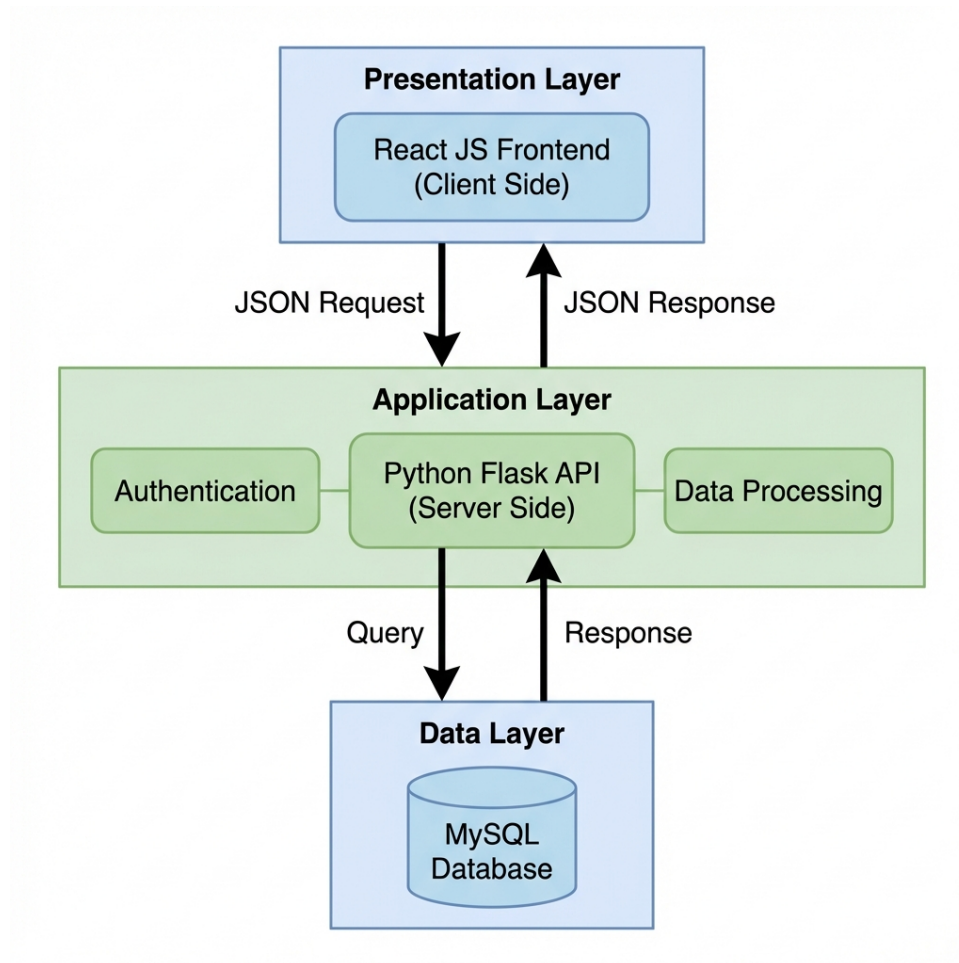 Presentation Layer
React JS Frontend
(Client Side)
JSON Request
JSON Response
Application Layer
Authentication
Python Flask API
(Server Side)
Data Processing
Query
Response
Data Layer
MySQL
Database